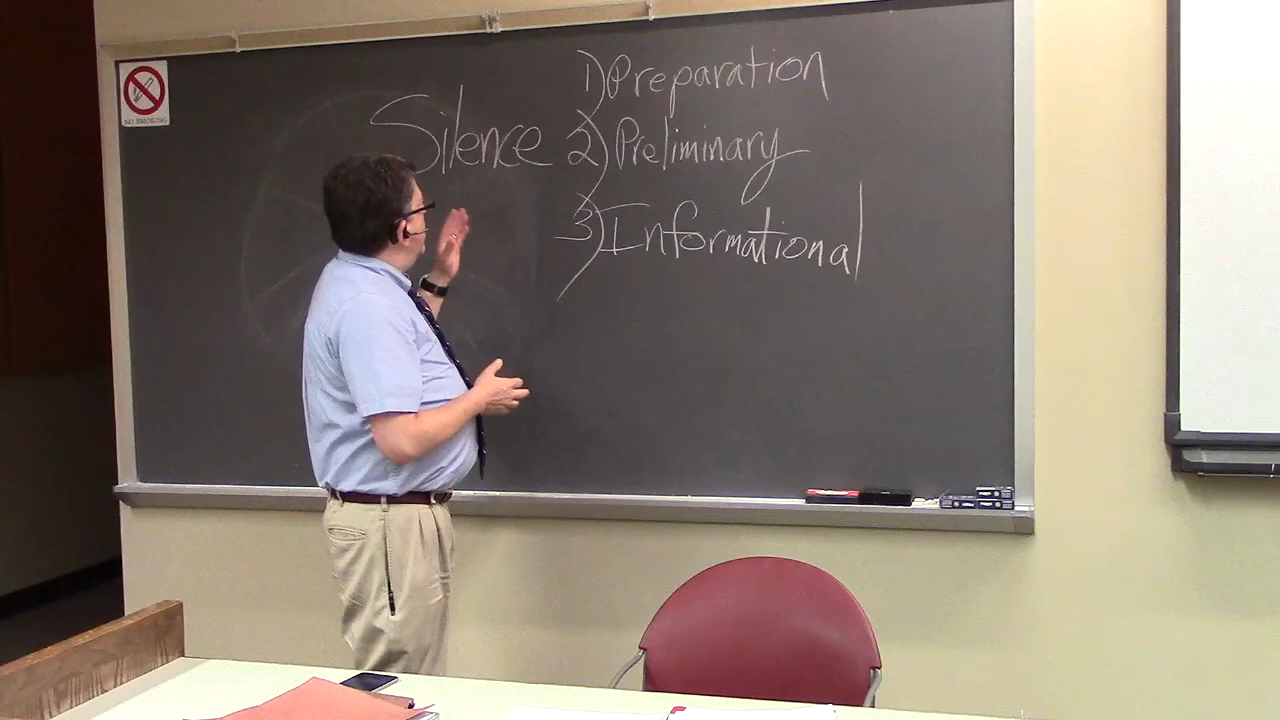 NO SMOKING
1) Preparation
Silence 2) Preliminary
3) Informational